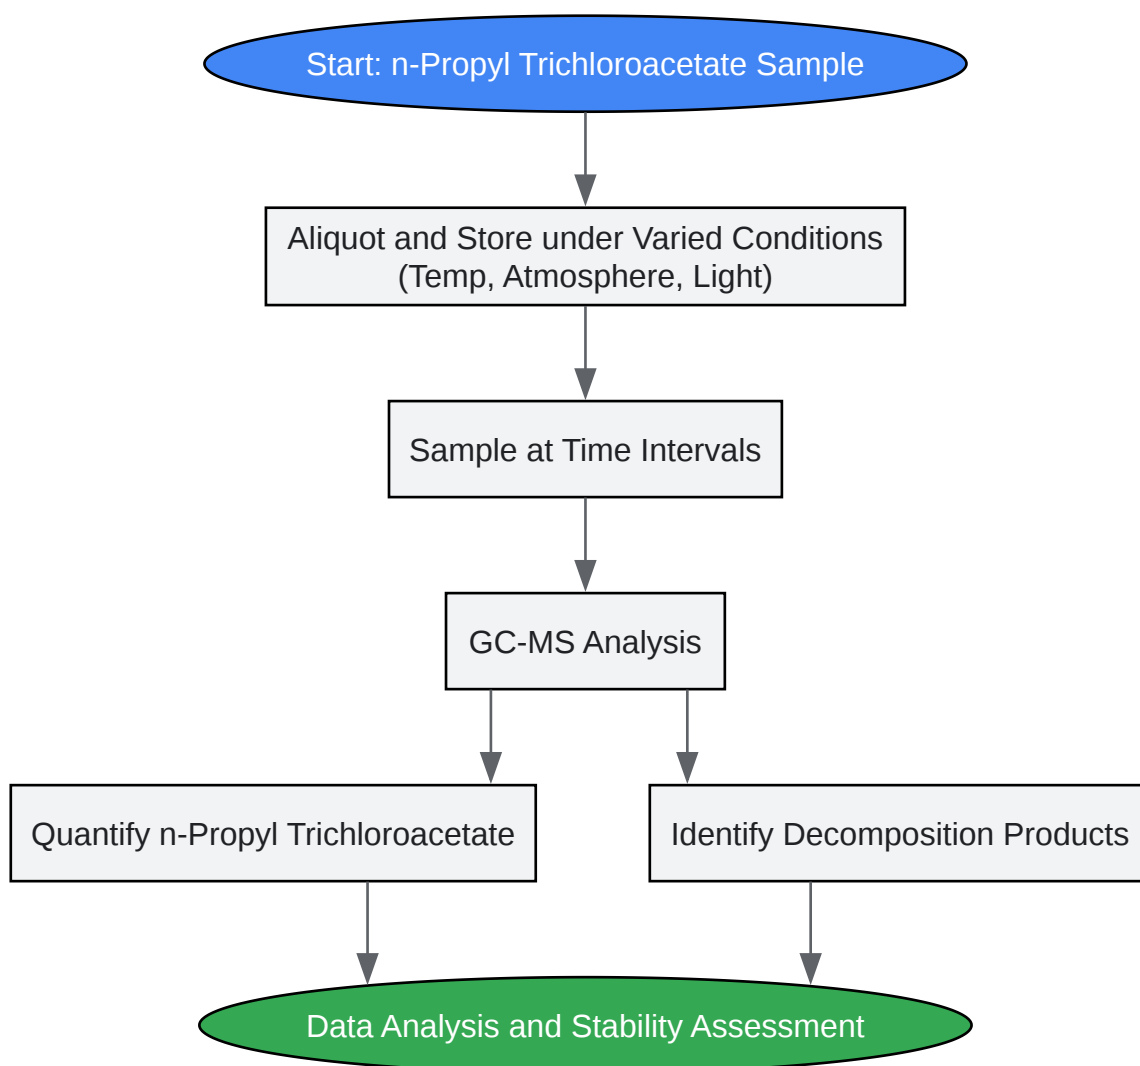 Start: n-Propyl Trichloroacetate Sample
Aliquot and Store under Varied Conditions
(Temp, Atmosphere, Light)
Sample at Time Intervals
GC-MS Analysis
Quantify n-Propyl Trichloroacetate
Identify Decomposition Products
Data Analysis and Stability Assessment